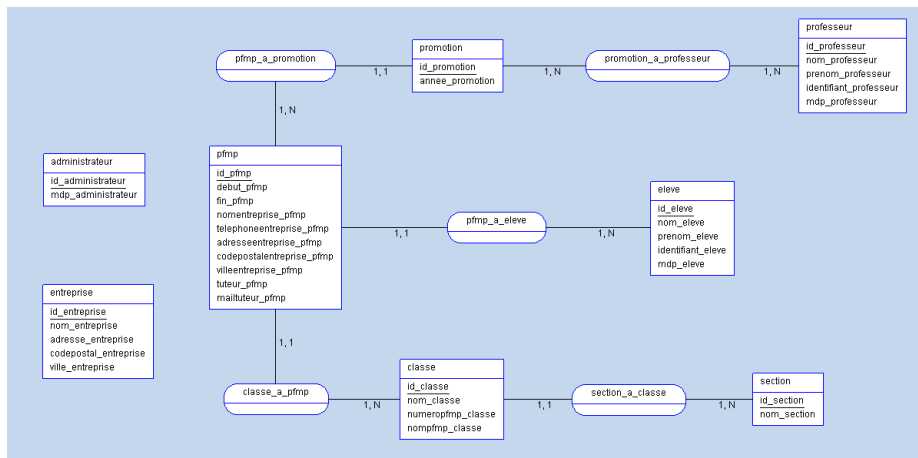 professeur
id_professeur
nom_professeur
prenom_professeur
identifiant_professeur
mdp_professeur
pfmp_a_promotion
1, 1
promotion
id_promotion
annee_promotion
1, N
promotion_a_professeur
1, N
1, N
administrateur
id_administrateur
mdp_administrateur
pfmp
id_pfmp
debut_pfmp
fin_pfmp
nomentreprise_pfmp
telephoneentreprise_pfmp
adresseentreprise_pfmp
codepostalentreprise_pfmp
villeentreprise_pfmp
tuteur_pfmp
mailtuteur_pfmp
1, 1
pfmp_a_eleve
1, N
eleve
id_eleve
nom_eleve
prenom_eleve
identifiant_eleve
mdp_eleve
entreprise
id_entreprise
nom_entreprise
adresse_entreprise
codepostal_entreprise
ville_entreprise
1, 1
classe_a_pfmp
1, N
classe
id_classe
nom_classe
numeropfmp_classe
nompfmp_classe
1, 1
section_a_classe
1, N
section
id_section
nom_section